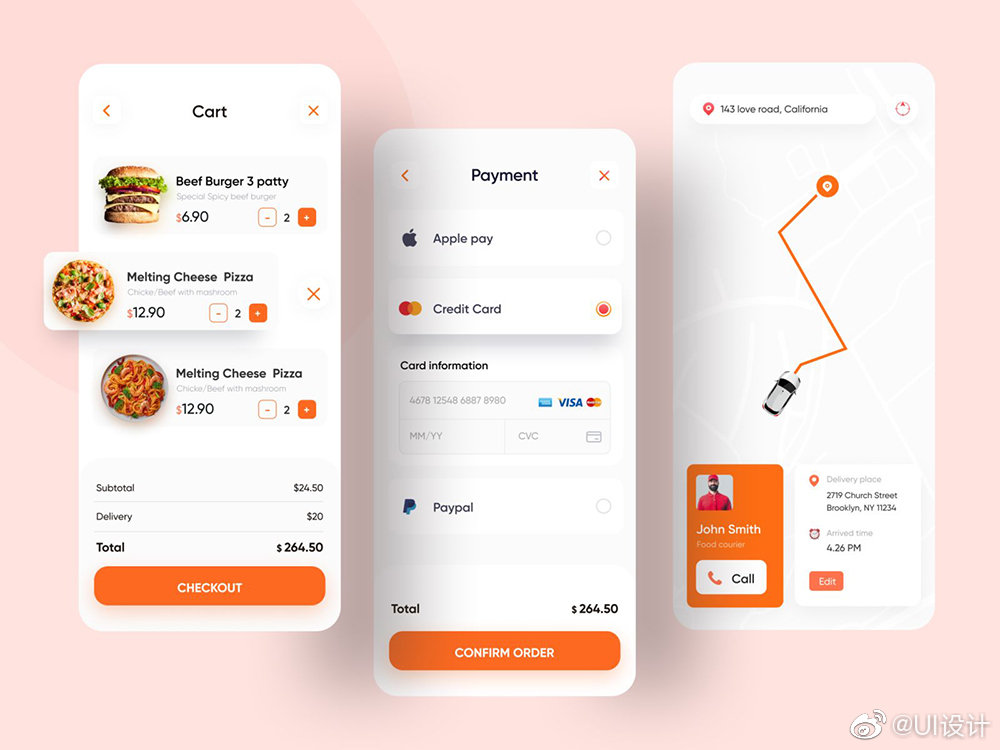 Cart
Beef Burger 3 patty
Special Spicy beef burger
$6.90
- 2 +
Melting Cheese Pizza
Chicke/Beef with mashroom
$12.90
- 2 +
Melting Cheese Pizza
Chicke/Beef with mashroom
$12.90
- 2 +
Subtotal $24.50
Delivery $20
Total $264.50
CHECKOUT
Payment
Apple pay
Credit Card
Card information
4678 12548 6887 8980 VISA
MM/YY CVC
Paypal
Total $264.50
CONFIRM ORDER
143 love road, California
John Smith
Food courier
Call
Delivery place
2719 Church Street
Brooklyn, NY 11234
Arrived time
4.26 PM
Edit
@UI设计